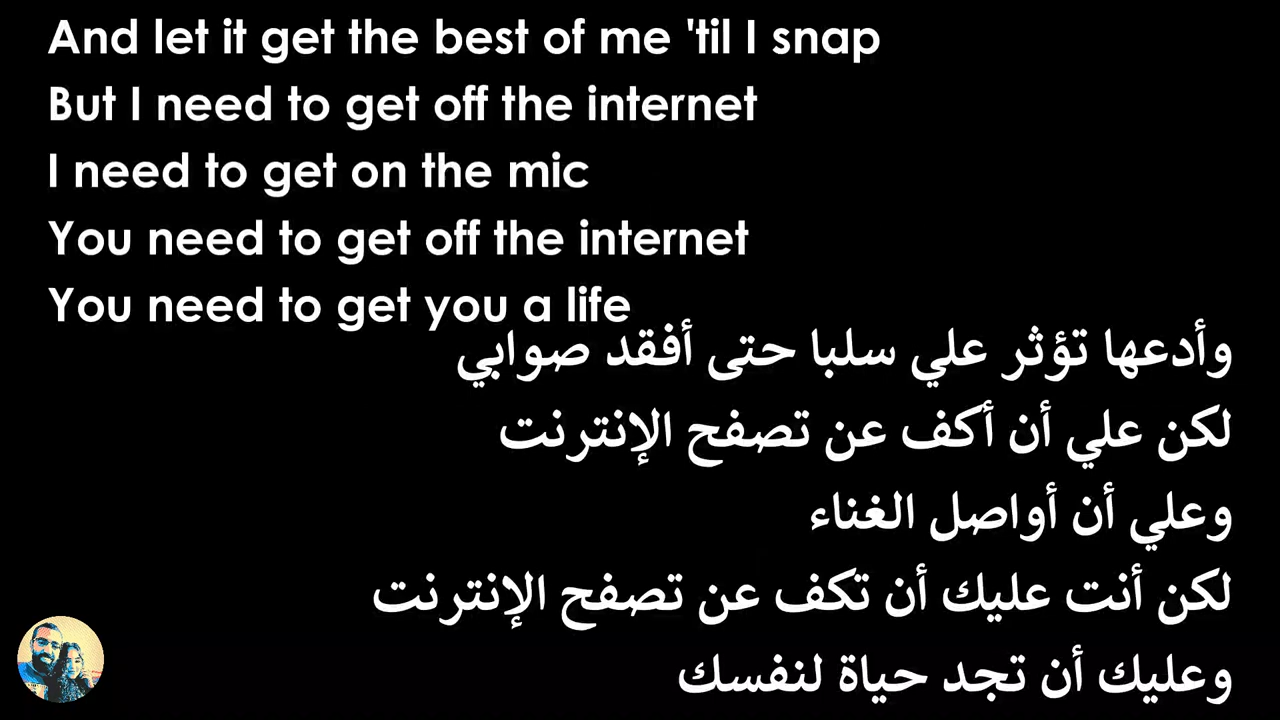 And let it get the best of me 'til I snap
But I need to get off the internet
I need to get on the mic
You need to get off the internet
You need to get you a life
وأدعها تؤثر علي سلبا حتى أفقد صوابي
لكن علي أن أكف عن تصفح الإنترنت
وعلي أن أواصل الغناء
لكن أنت عليك أن تكف عن تصفح الإنترنت
وعليك أن تجد حياة لنفسك